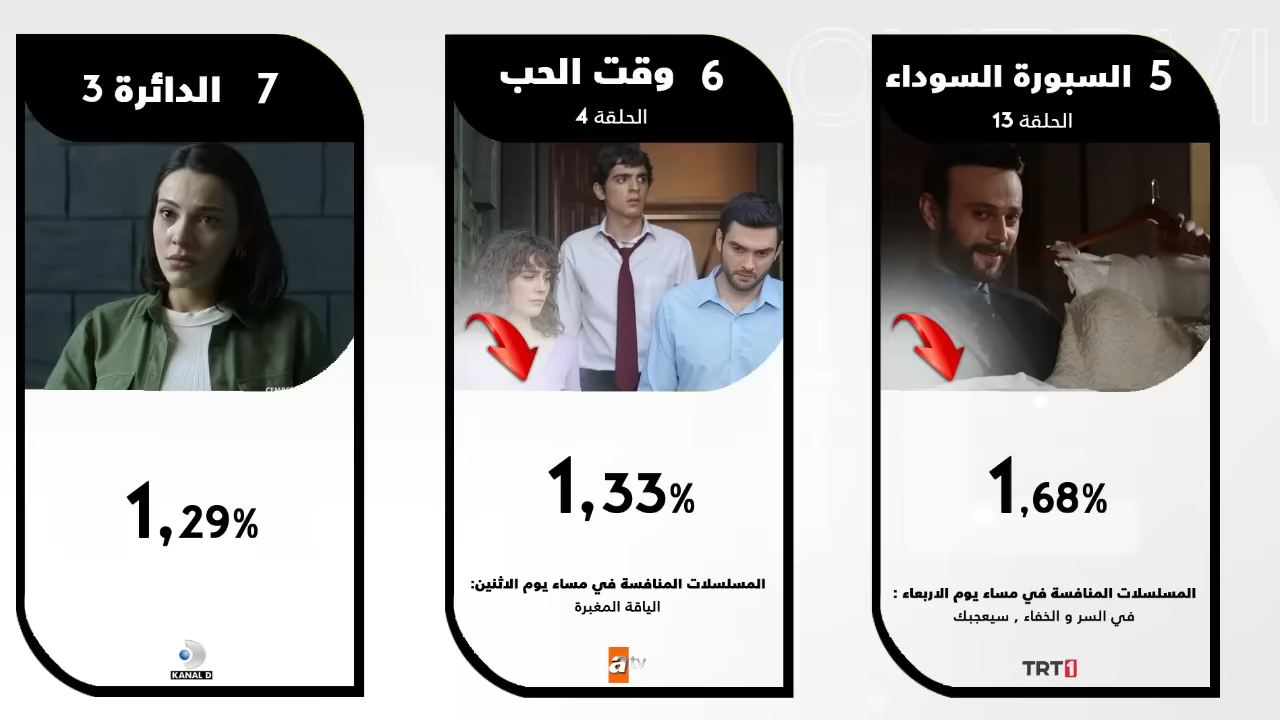 5 السبورة السوداء
الحلقة 13
1,68%
المسلسلات المنافسة في مساء يوم الاربعاء :
في السر و الخفاء , سيعجبك
TRT1
6 وقت الحب
الحلقة 4
1,33%
المسلسلات المنافسة في مساء يوم الاثنين:
الياقة المغبرة
atv
7 الدائرة 3
1,29%
KANAL D